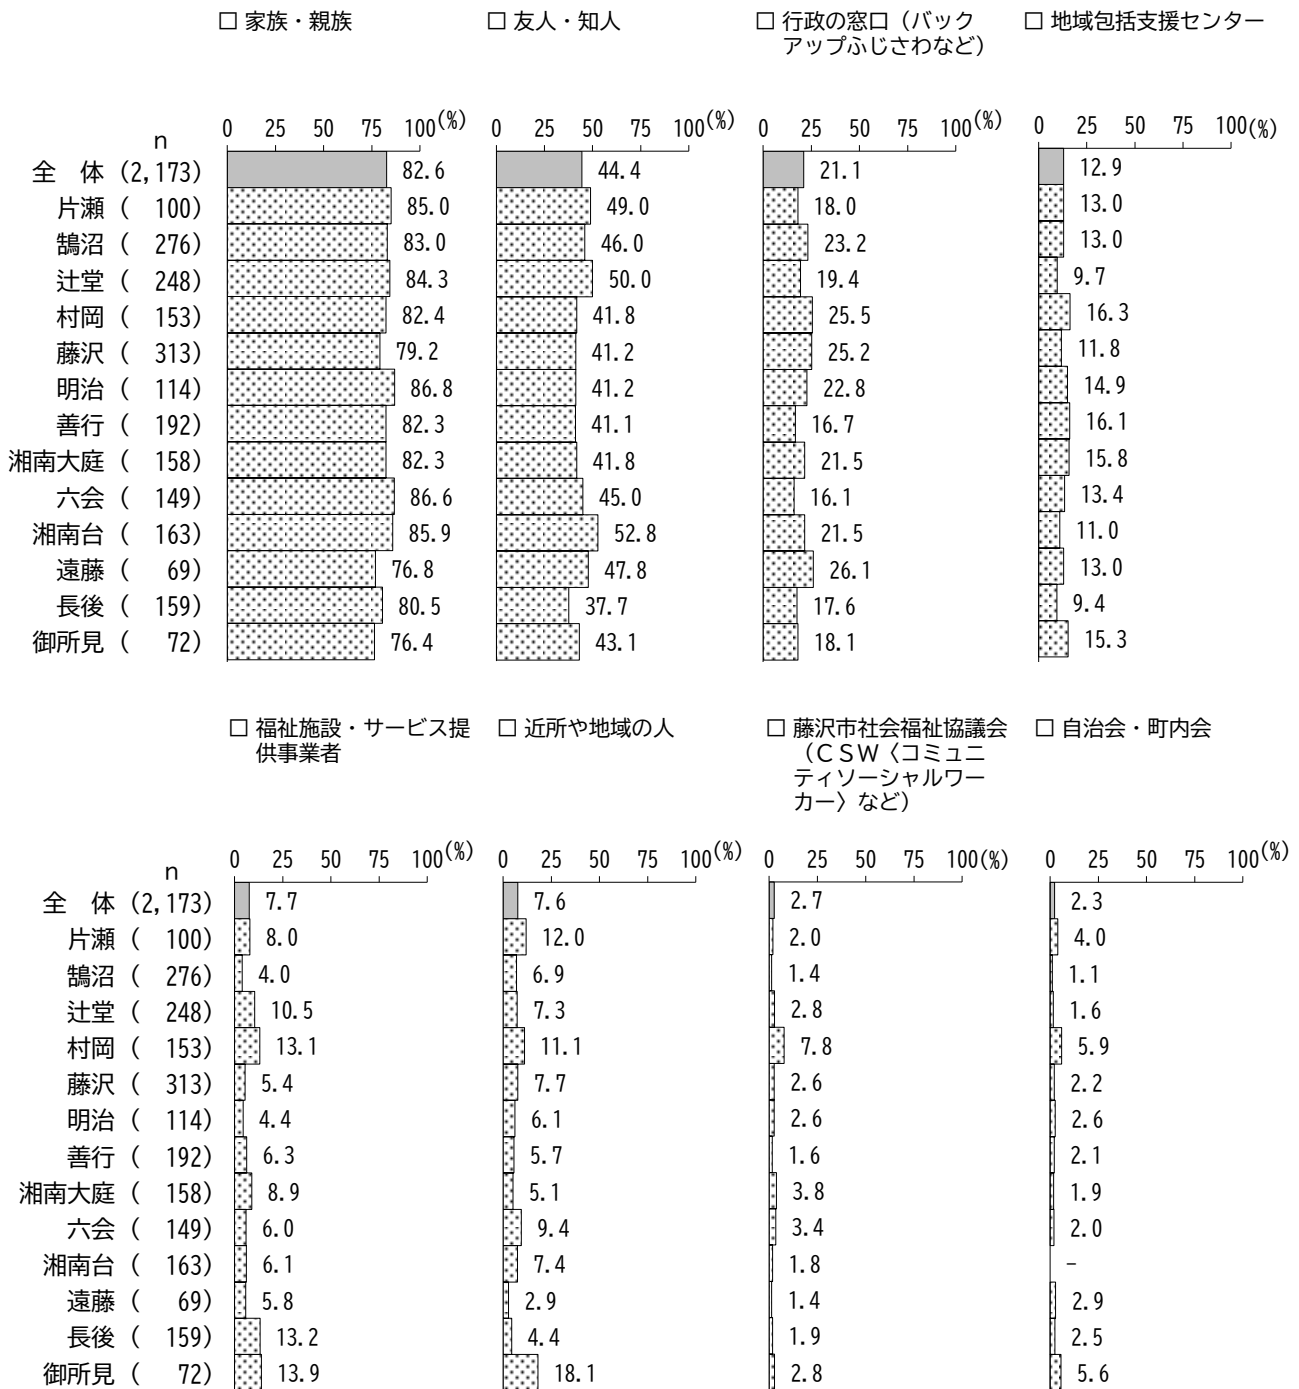 □ 家族・親族 □ 友人・知人 □ 行政の窓口（バック □ 地域包括支援センター
アップふじさわなど）
n 0 25 50 75 100(%) 0 25 50 75 100(%) 0 25 50 75 100(%) 0 25 50 75 100(%)
全 体 (2,173) 82.6 44.4 21.1 12.9
片瀬 ( 100) 85.0 49.0 18.0 13.0
鵠沼 ( 276) 83.0 46.0 23.2 13.0
辻堂 ( 248) 84.3 50.0 19.4 9.7
村岡 ( 153) 82.4 41.8 25.5 16.3
藤沢 ( 313) 79.2 41.2 25.2 11.8
明治 ( 114) 86.8 41.2 22.8 14.9
善行 ( 192) 82.3 41.1 16.7 16.1
湘南大庭 ( 158) 82.3 41.8 21.5 15.8
六会 ( 149) 86.6 45.0 16.1 13.4
湘南台 ( 163) 85.9 52.8 21.5 11.0
遠藤 ( 69) 76.8 47.8 26.1 13.0
長後 ( 159) 80.5 37.7 17.6 9.4
御所見 ( 72) 76.4 43.1 18.1 15.3
□ 福祉施設・サービス提 □ 近所や地域の人 □ 藤沢市社会福祉協議会 □ 自治会・町内会
供事業者 （ＣＳＷ〈コミュニ
ティソーシャルワー
カー〉など）
n 0 25 50 75 100(%) 0 25 50 75 100(%) 0 25 50 75 100(%) 0 25 50 75 100(%)
全 体 (2,173) 7.7 7.6 2.7 2.3
片瀬 ( 100) 8.0 12.0 2.0 4.0
鵠沼 ( 276) 4.0 6.9 1.4 1.1
辻堂 ( 248) 10.5 7.3 2.8 1.6
村岡 ( 153) 13.1 11.1 7.8 5.9
藤沢 ( 313) 5.4 7.7 2.6 2.2
明治 ( 114) 4.4 6.1 2.6 2.6
善行 ( 192) 6.3 5.7 1.6 2.1
湘南大庭 ( 158) 8.9 5.1 3.8 1.9
六会 ( 149) 6.0 9.4 3.4 2.0
湘南台 ( 163) 6.1 7.4 1.8 -
遠藤 ( 69) 5.8 2.9 1.4 2.9
長後 ( 159) 13.2 4.4 1.9 2.5
御所見 ( 72) 13.9 18.1 2.8 5.6